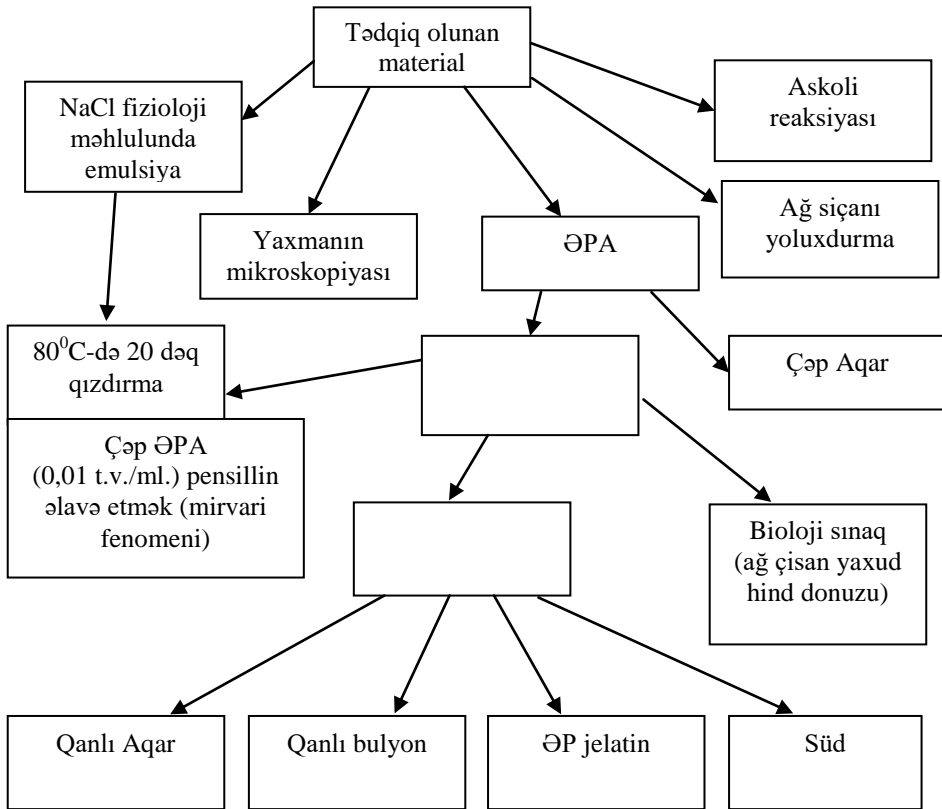 Tədqiq olunan
material
NaCl fizioloji
məhlulunda
emulsiya
Askoli
reaksiyası
Yaxmanın
mikroskopiyası
ƏPA
Ağ siçanı
yoluxdurma
80⁰C-də 20 dəq
qızdırma
Çəp Aqar
Çəp ƏPA
(0,01 t.v./ml.) pensillin
əlavə etmək (mirvari
fenomeni)
Bioloji sınaq
(ağ çisan yaxud
hind donuzu)
Qanlı Aqar
Qanlı bulyon
ƏP jelatin
Süd